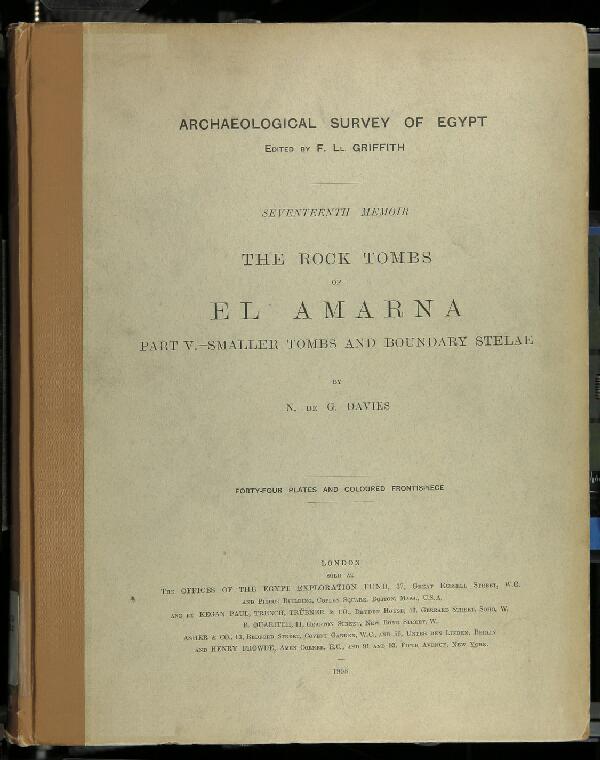 ARCHAEOLOGICAL SURVEY OF EGYPT
EDITED BY F. LL. GRIFFITH
SEVENTEENTH MEMOIR
THE ROCK TOMBS
OF
EL AMARNA
PART V.—SMALLER TOMBS AND BOUNDARY STELAE
BY
N. DE G. DAVIES
FORTY-FOUR PLATES AND COLOURED FRONTISPIECE
LONDON
SOLD AT
THE OFFICES OF THE EGYPT EXPLORATION FUND, 37, GREAT RUSSELL STREET, W.C.
AND PIERCE BUILDING, COPLEY SQUARE, BOSTON, MASS., U.S.A.
AND BY KEGAN PAUL, TRENCH, TRÜBNER & CO., DRYDEN HOUSE, 43, GERRARD STREET, SOHO, W.
B. QUARITCH, 11, GRAFTON STREET, NEW BOND STREET, W.
ASHER & CO., 13, BEDFORD STREET, COVENT GARDEN, W.C., AND 56, UNTER DEN LINDEN, BERLIN
AND HENRY FROWDE, AMEN CORNER, E.C., AND 91 AND 93, FIFTH AVENUE, NEW YORK.
1908